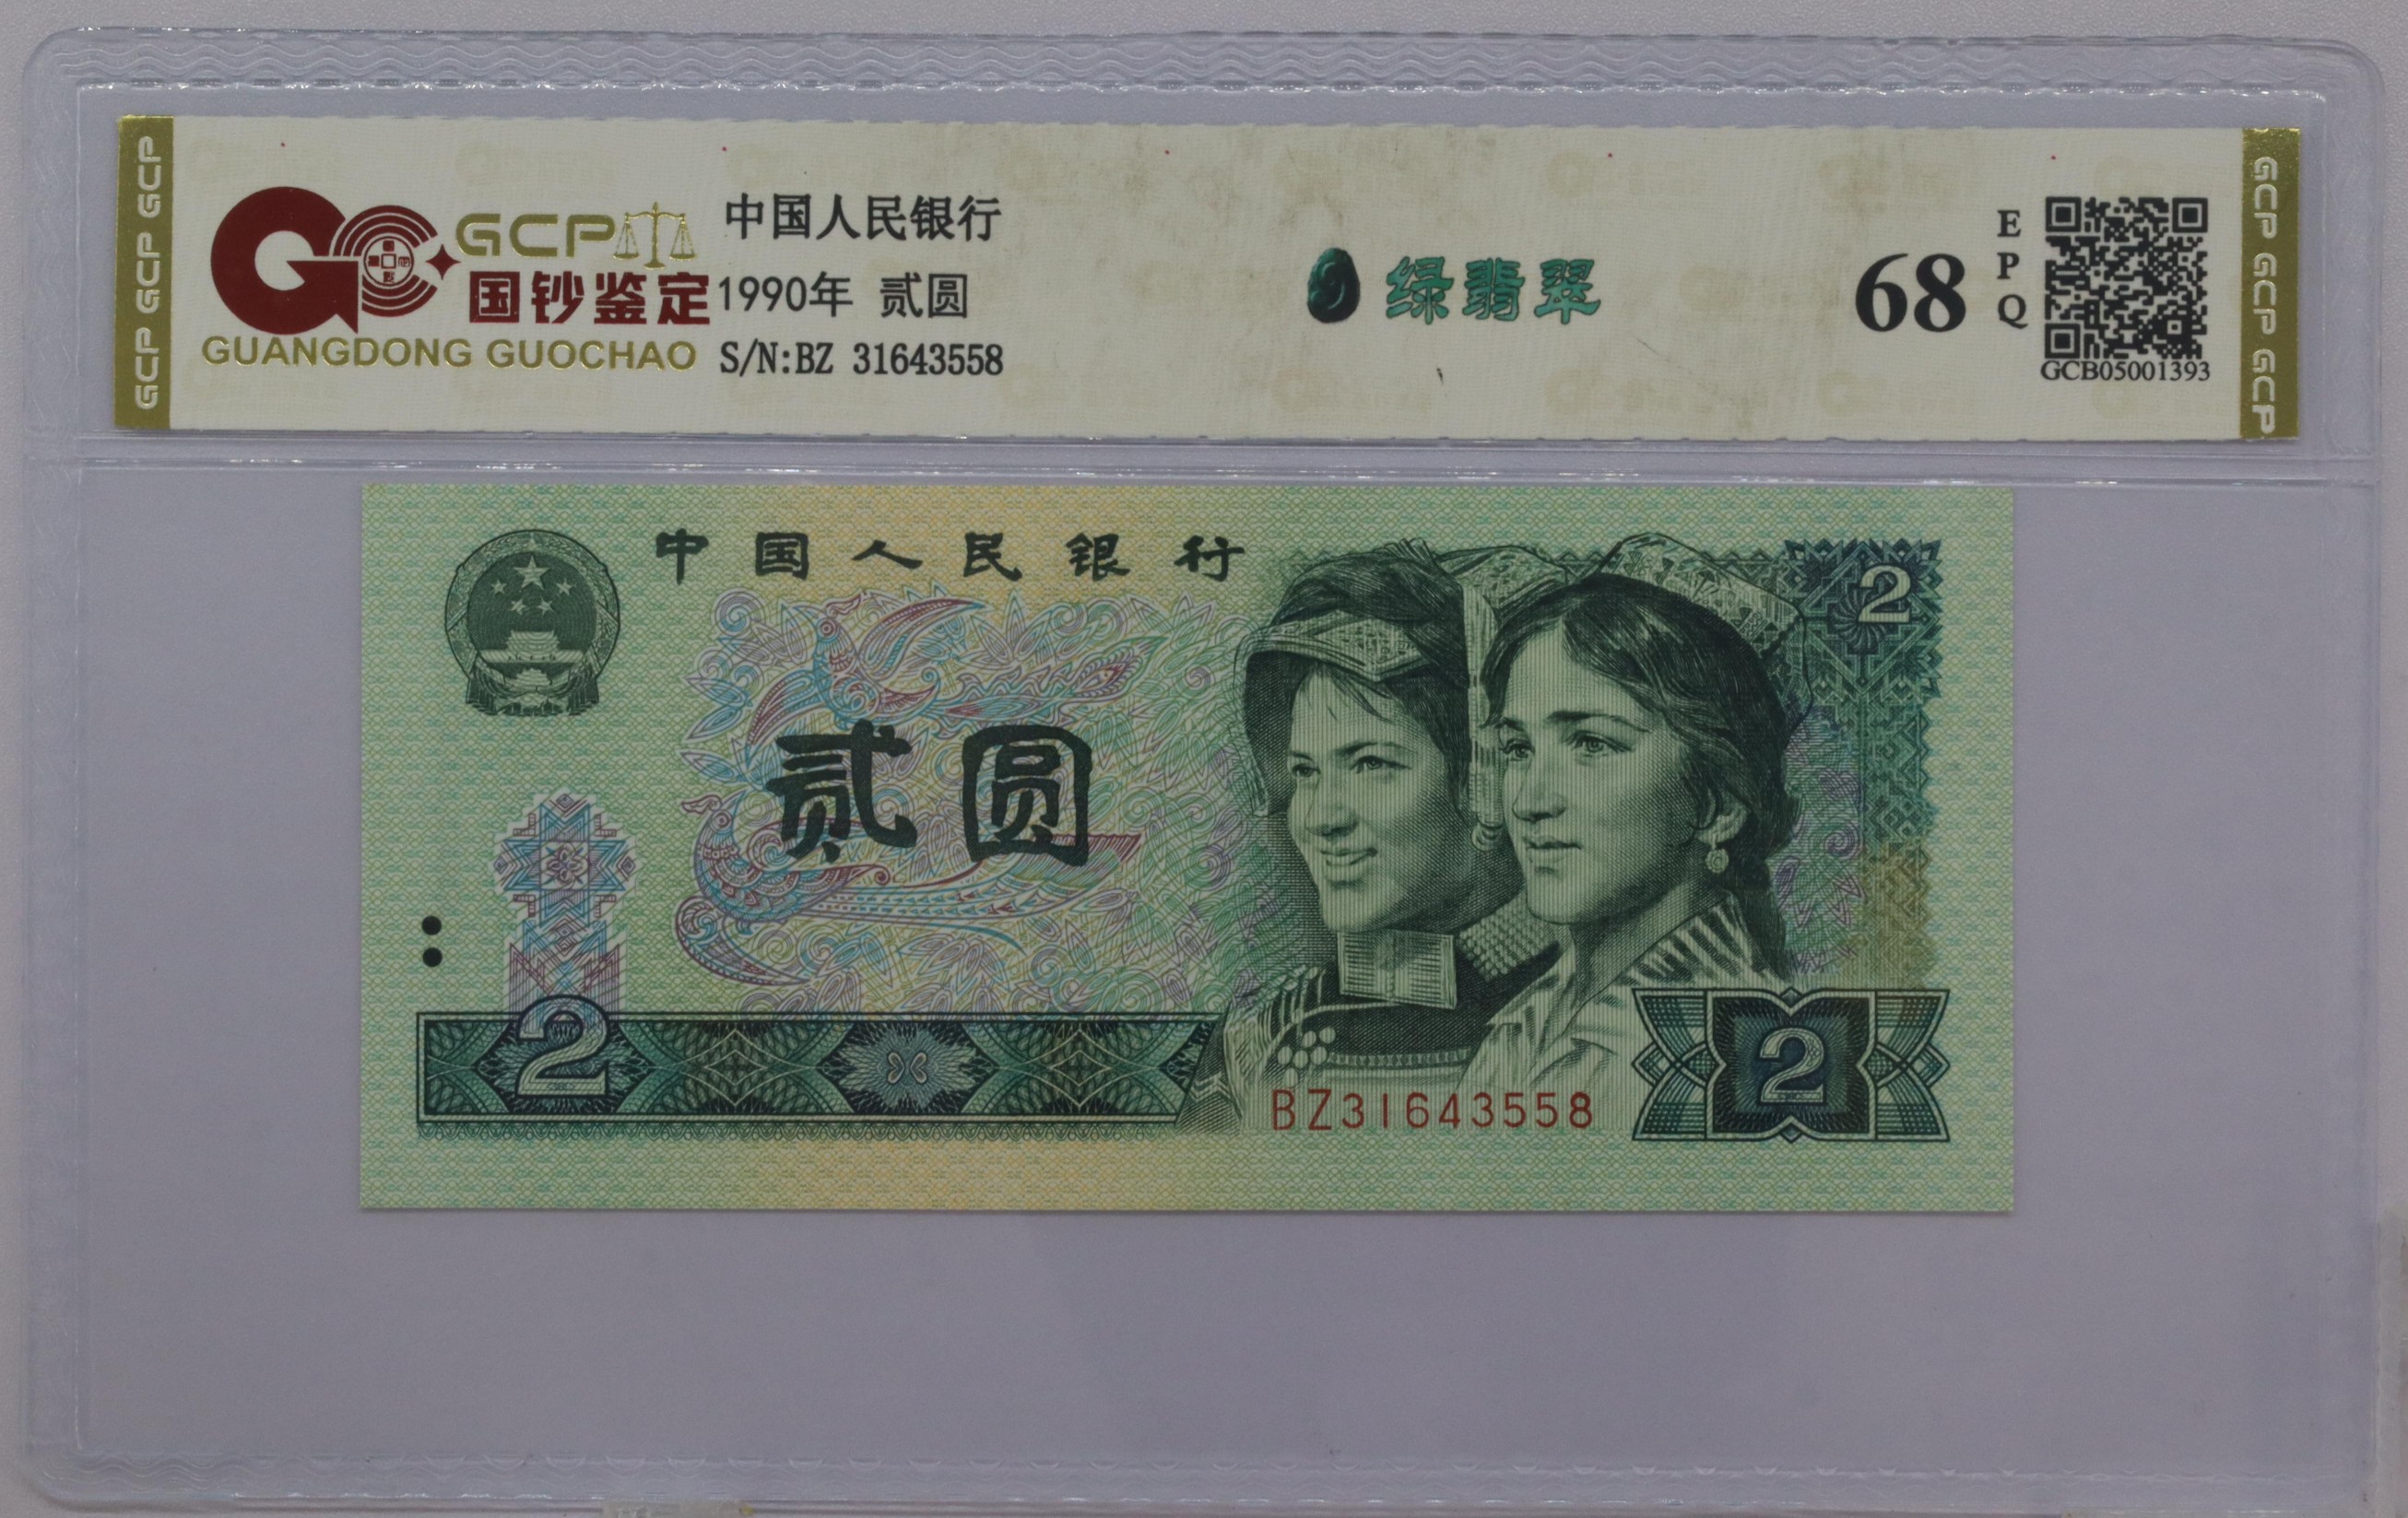 GCP GCP GCP
GCP
国钞鉴定
GUANGDONG GUOCHAO
中国人民银行
1990年 贰圆
S/N:BZ 31643558
绿翡翠
68
EPQ
GCB05001393
GCP GCP GCP
中国人民银行
2
贰圆
2
BZ31643558
2